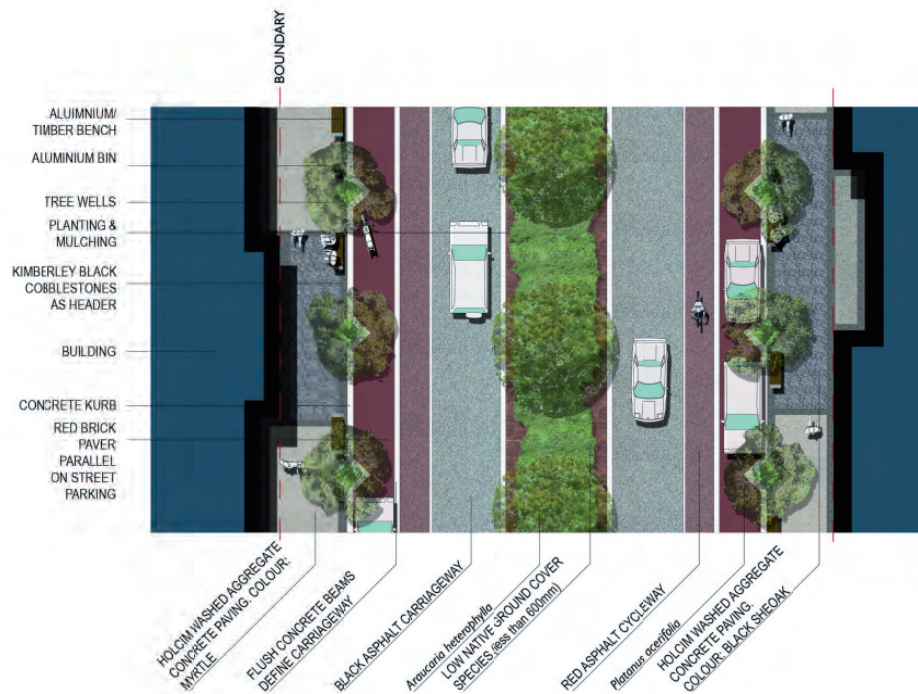 BOUNDARY
ALUIMNIUM/
TIMBER BENCH
ALUMINIUM BIN
TREE WELLS
PLANTING &
MULCHING
KIMBERLEY BLACK
COBBLESTONES
AS HEADER
BUILDING
CONCRETE KURB
RED BRICK
PAVER
PARALLEL
ON STREET
PARKING
HOLCIM WASHED AGGREGATE
CONCRETE PAVING. COLOUR:
MYRTLE
FLUSH CONCRETE BEAMS
DEFINE CARRIAGEWAY
BLACK ASPHALT CARRIAGEWAY
Araucaria heterophylla
LOW NATIVE GROUND COVER
SPECIES (less than 600mm)
RED ASPHALT CYCLEWAY
Platanus acerifolia
HOLCIM WASHED AGGREGATE
CONCRETE PAVING.
COLOUR: BLACK SHEOAK